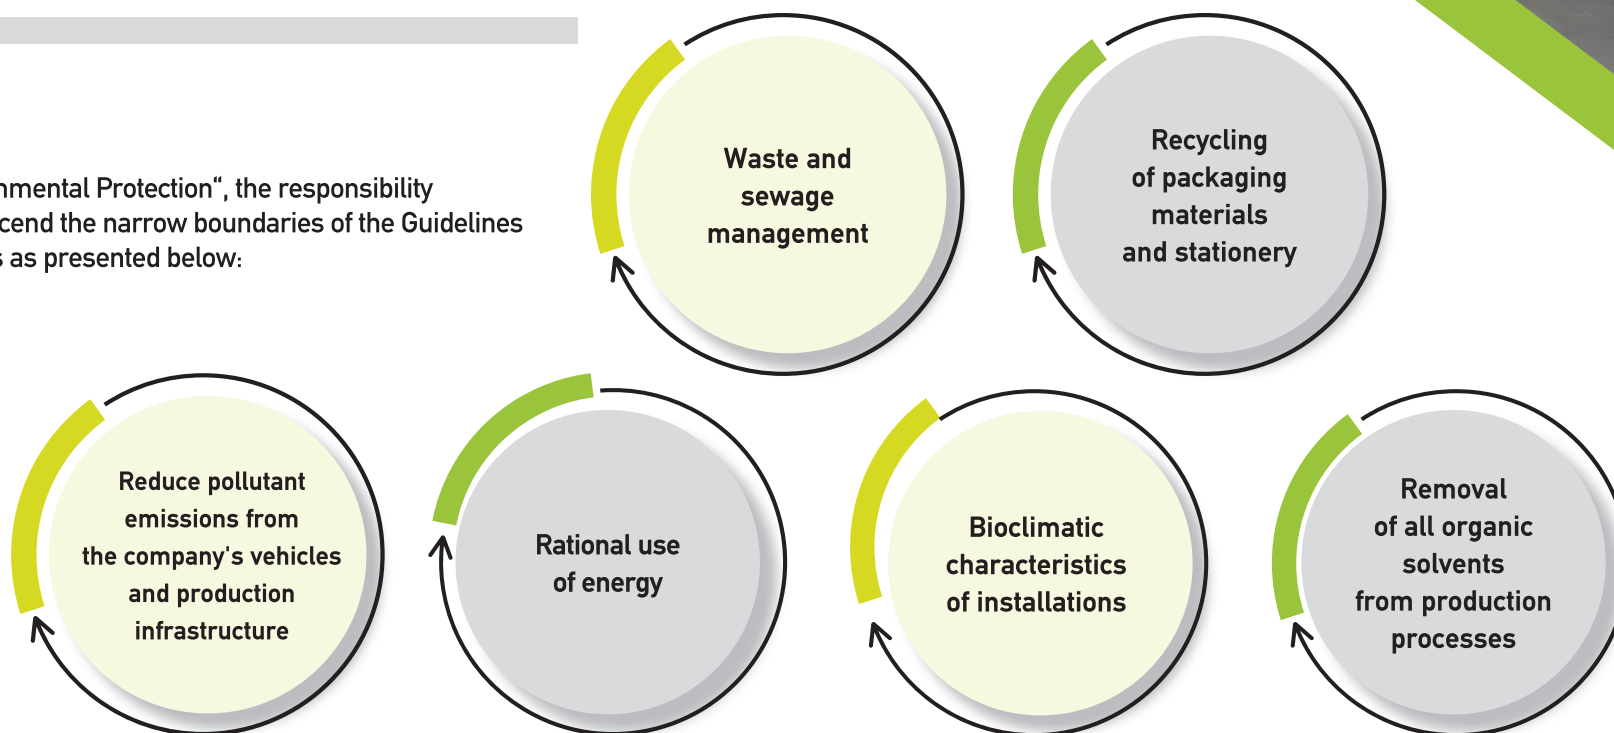 nmental Protection“, the responsibility
cend the narrow boundaries of the Guidelines
s as presented below:
Waste and
sewage
management
Recycling
of packaging
materials
and stationery
Reduce pollutant
emissions from
the company's vehicles
and production
infrastructure
Rational use
of energy
Bioclimatic
characteristics
of installations
Removal
of all organic
solvents
from production
processes